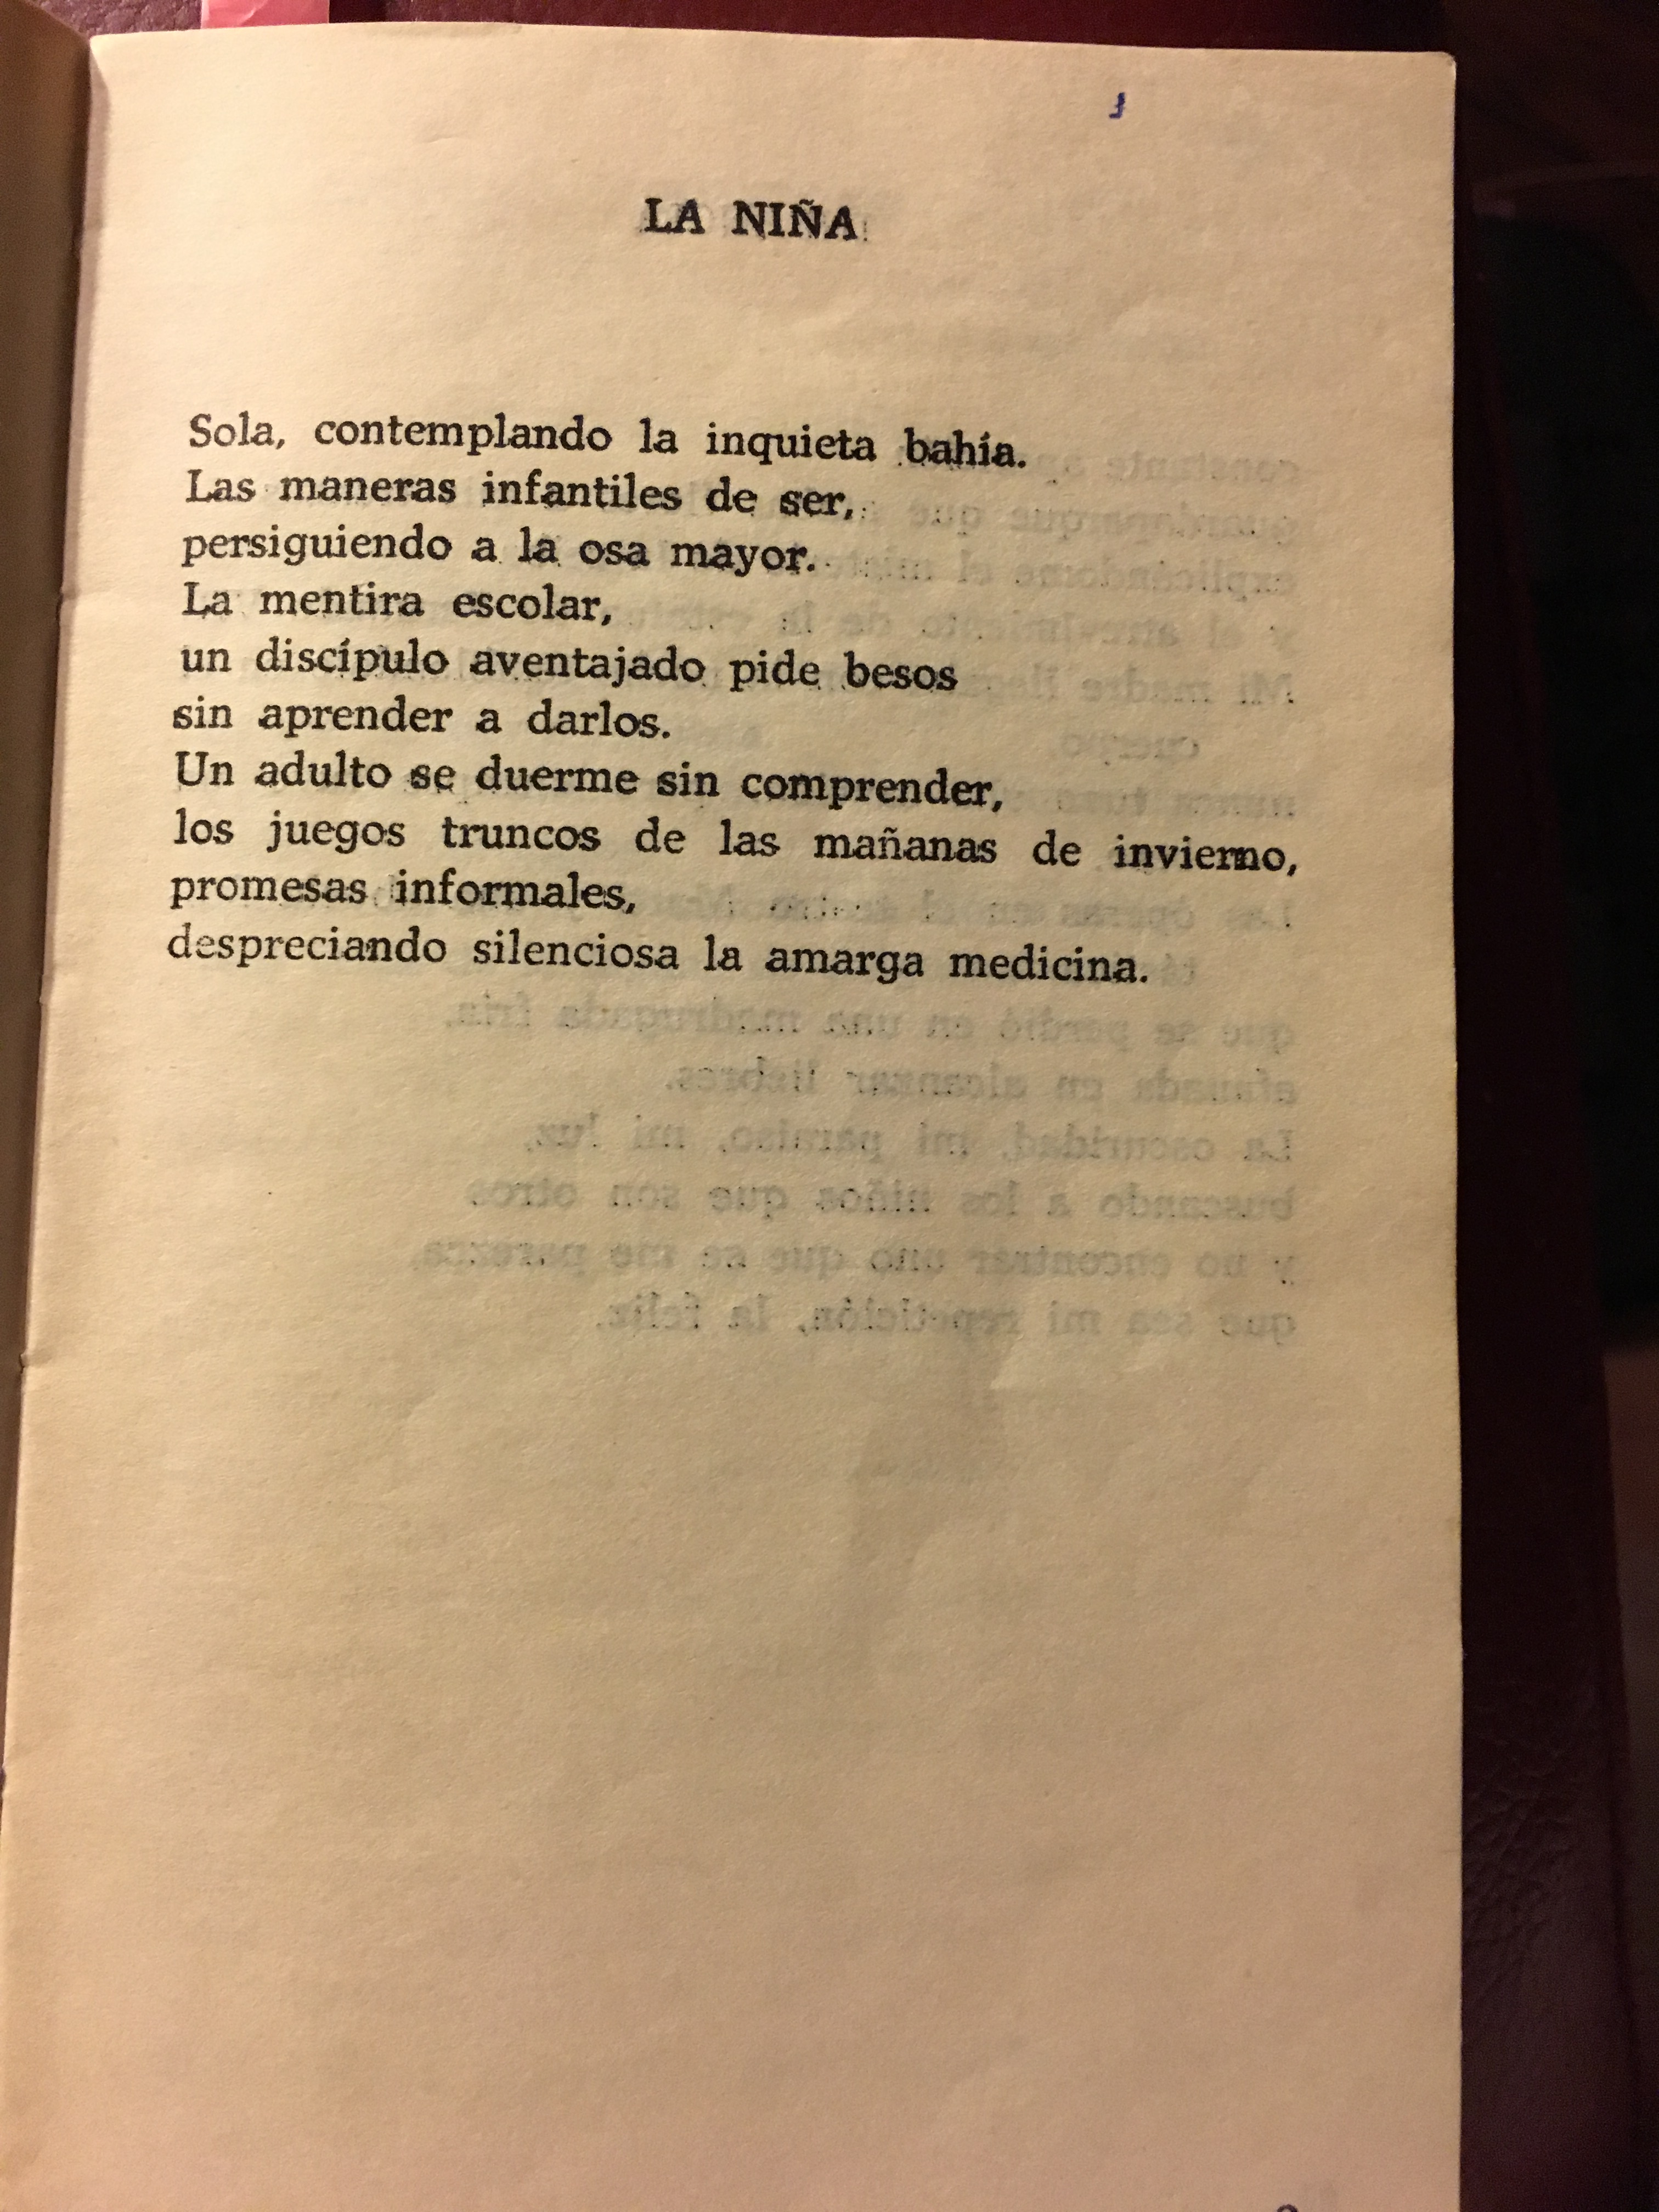 LA NIÑA
Sola, contemplando la inquieta bahía.
Las maneras infantiles de ser,
persiguiendo a la osa mayor.
La mentira escolar,
un discípulo aventajado pide besos
sin aprender a darlos.
Un adulto se duerme sin comprender,
los juegos truncos de las mañanas de invierno,
promesas informales,
despreciando silenciosa la amarga medicina.